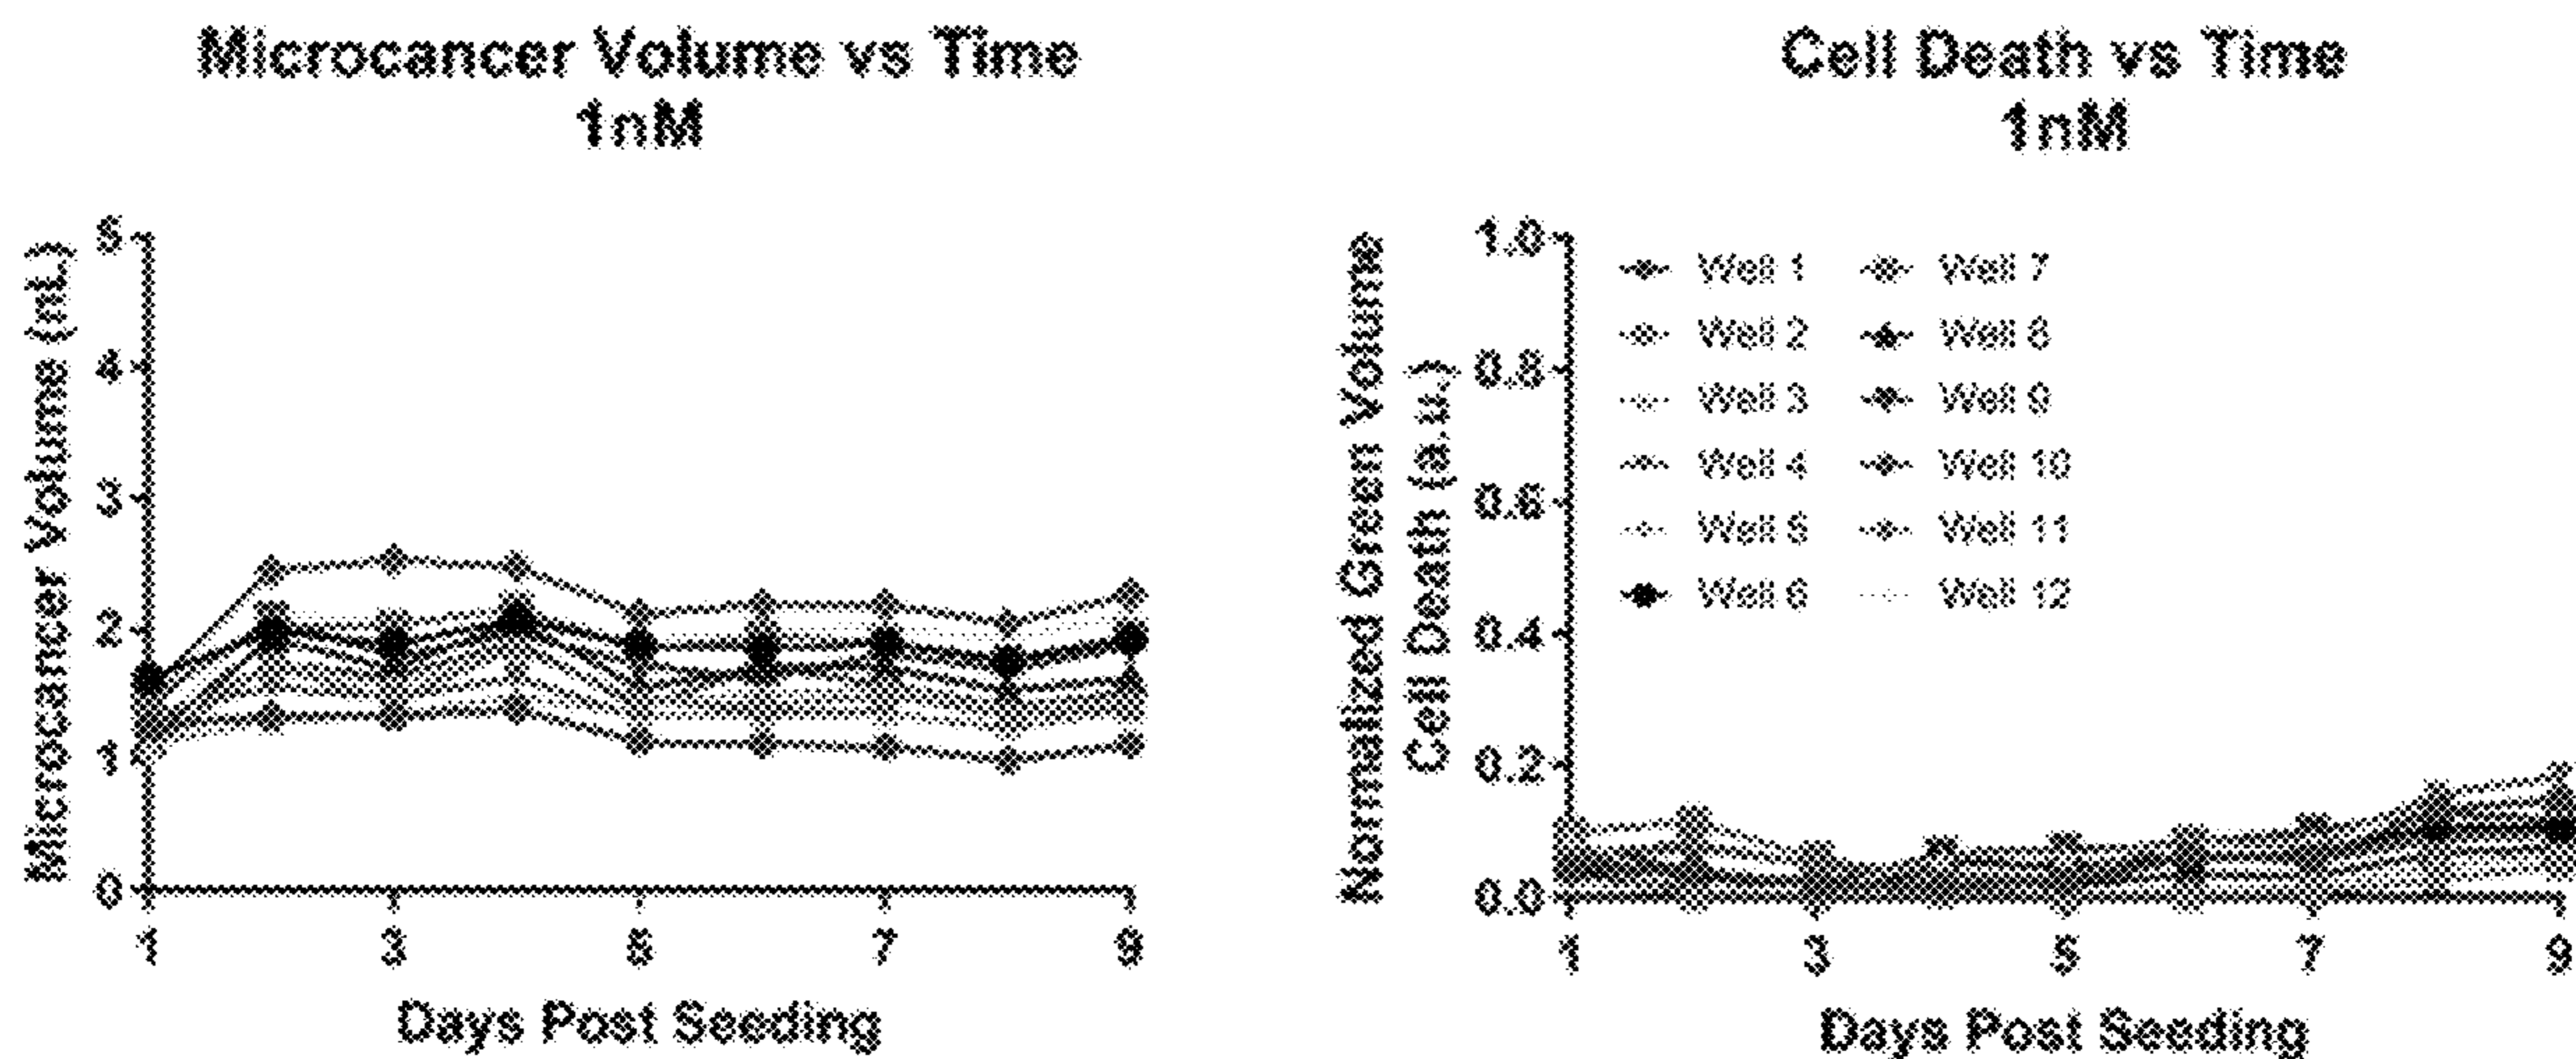 Microcancer Volume vs Time
1nM
Microcancer Volume (nL)
5
4
3
2
1
0
1 3 5 7 9
Days Post Seeding
Cell Death vs Time
1nM
Normalized Green Volume
Cell Death (a.u.)
1.0
0.8
0.6
0.4
0.2
0.0
Well 1 Well 7
Well 2 Well 8
Well 3 Well 9
Well 4 Well 10
Well 5 Well 11
Well 6 Well 12
1 3 5 7 9
Days Post Seeding